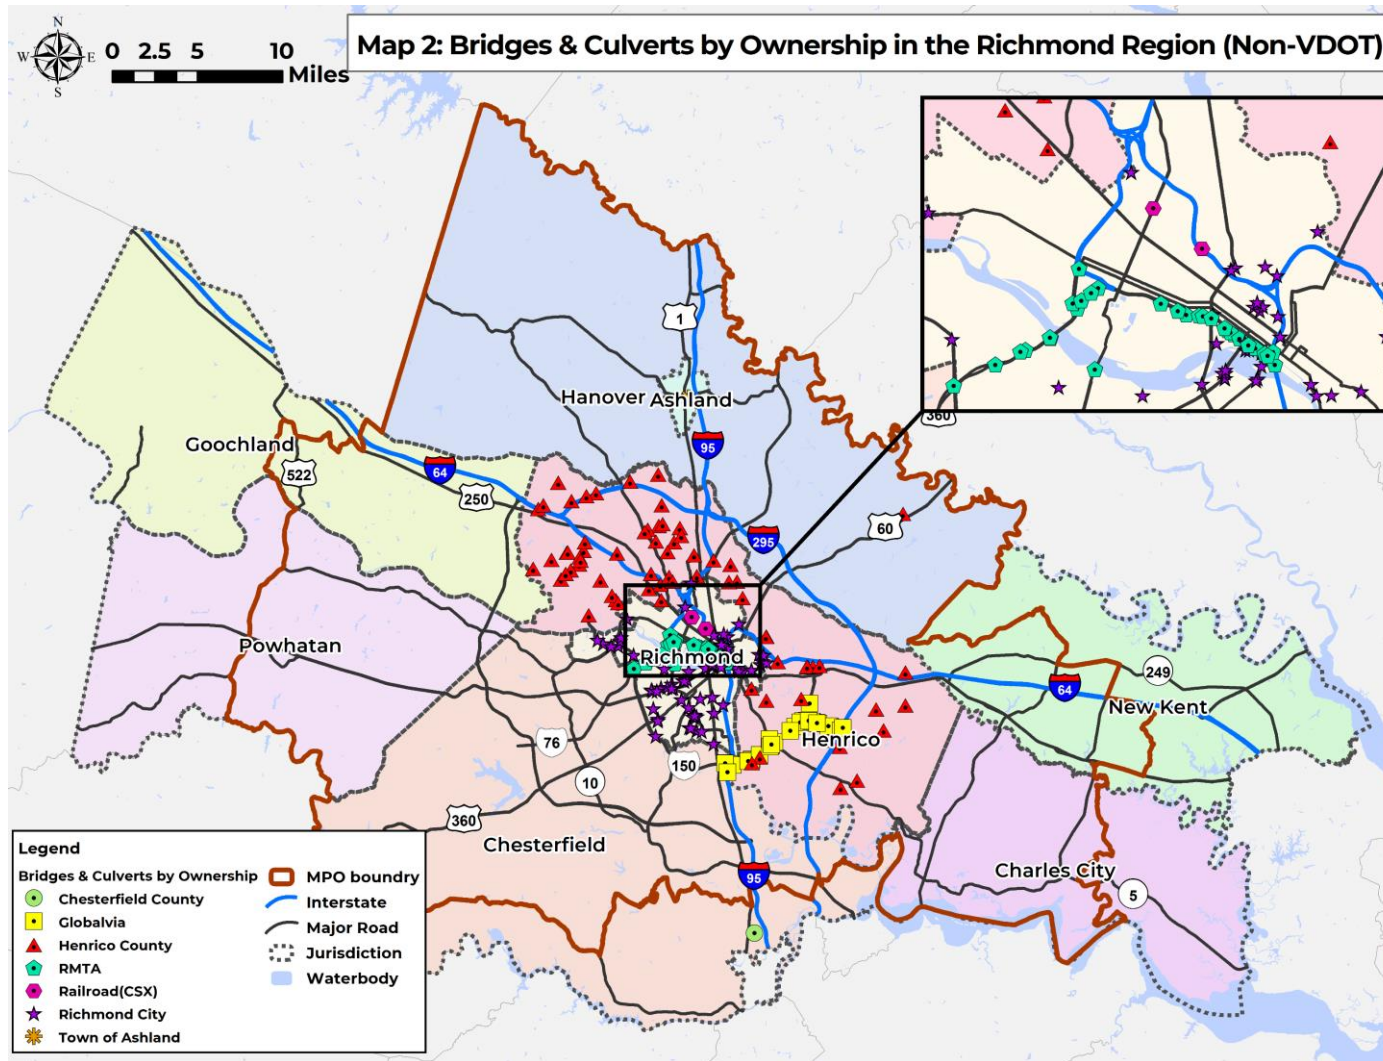 N
W E
S
0 2.5 5 10
Miles
Map 2: Bridges & Culverts by Ownership in the Richmond Region (Non-VDOT)
1
Hanover Ashland
360
95
Goochland
64
522
250
60
295
Richmond
Powhatan
249
64
New Kent
Henrico
76
150
10
360
Chesterfield
Charles City
95
5
Legend
Bridges & Culverts by Ownership
Chesterfield County
Globalvia
Henrico County
RMTA
Railroad(CSX)
Richmond City
Town of Ashland
MPO boundry
Interstate
Major Road
Jurisdiction
Waterbody